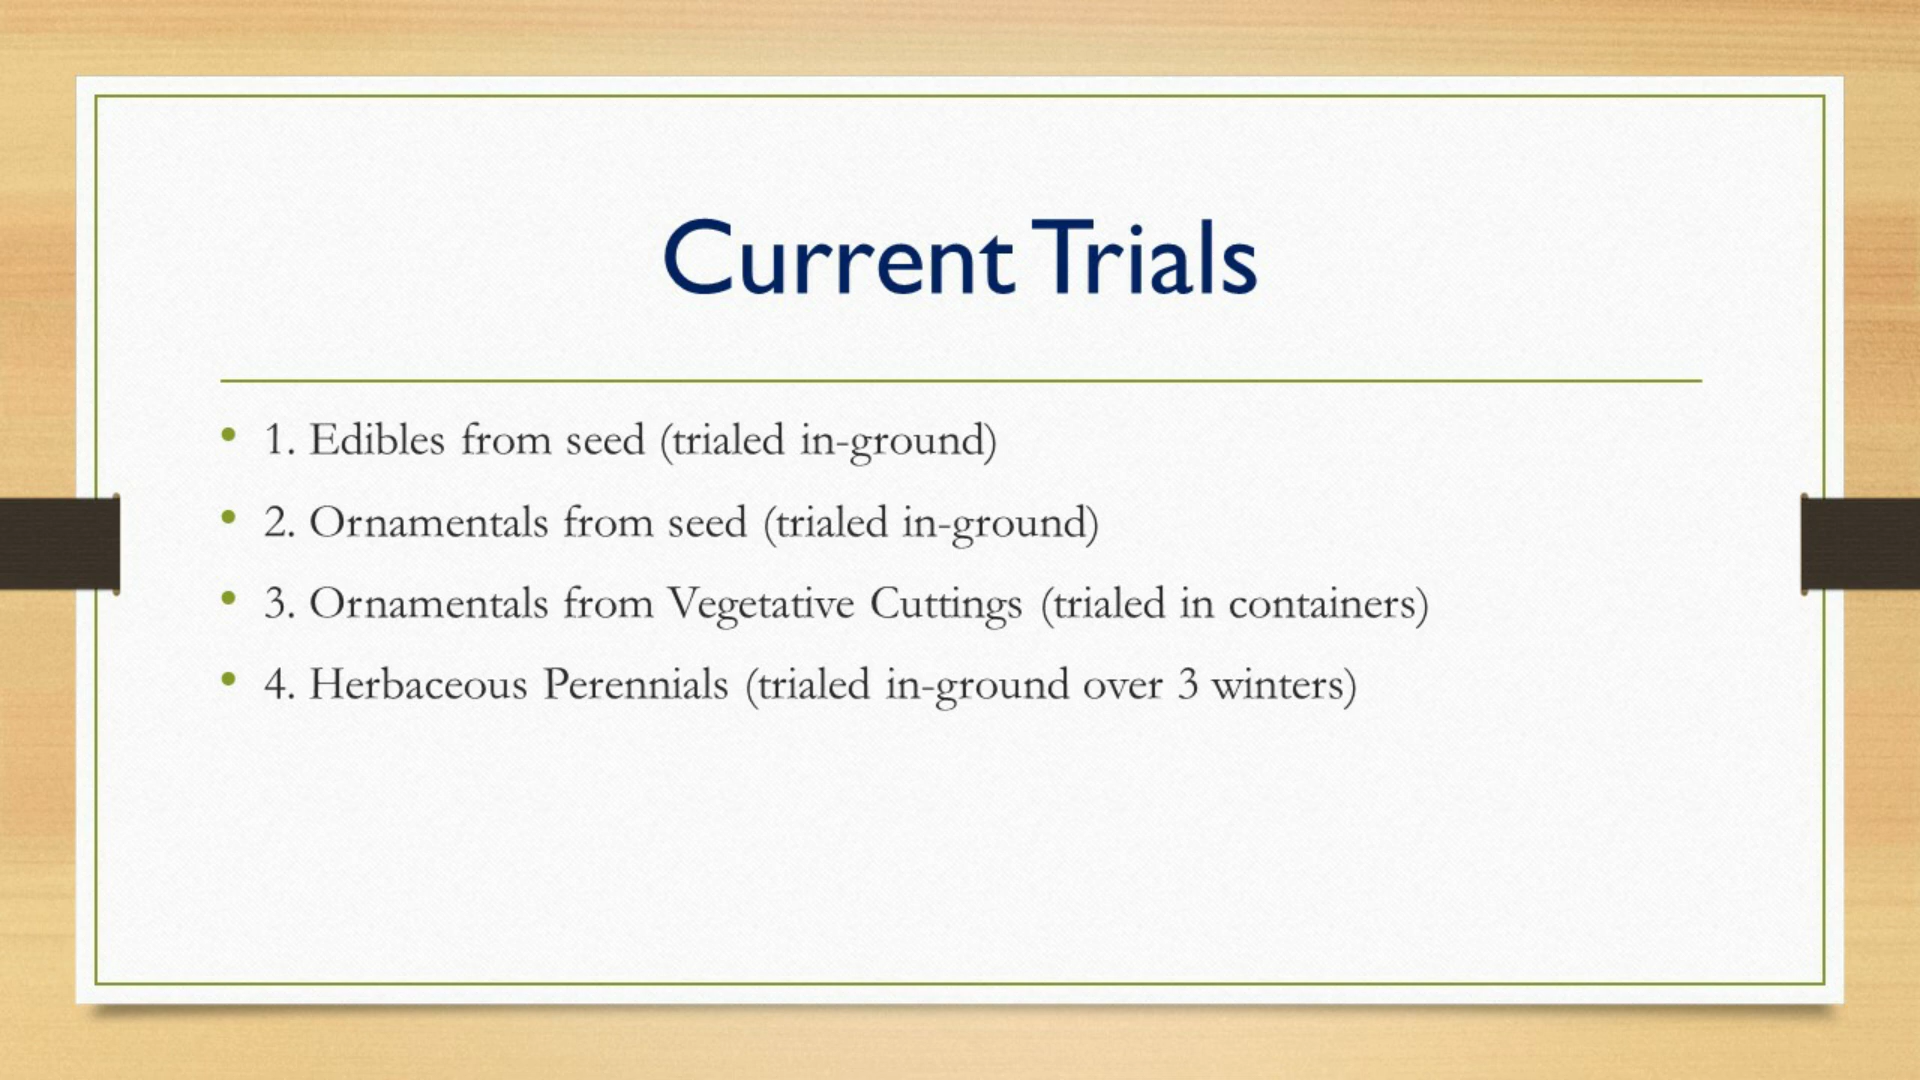 Current Trials
• 1. Edibles from seed (trialed in-ground)
• 2. Ornamentals from seed (trialed in-ground)
• 3. Ornamentals from Vegetative Cuttings (trialed in containers)
• 4. Herbaceous Perennials (trialed in-ground over 3 winters)